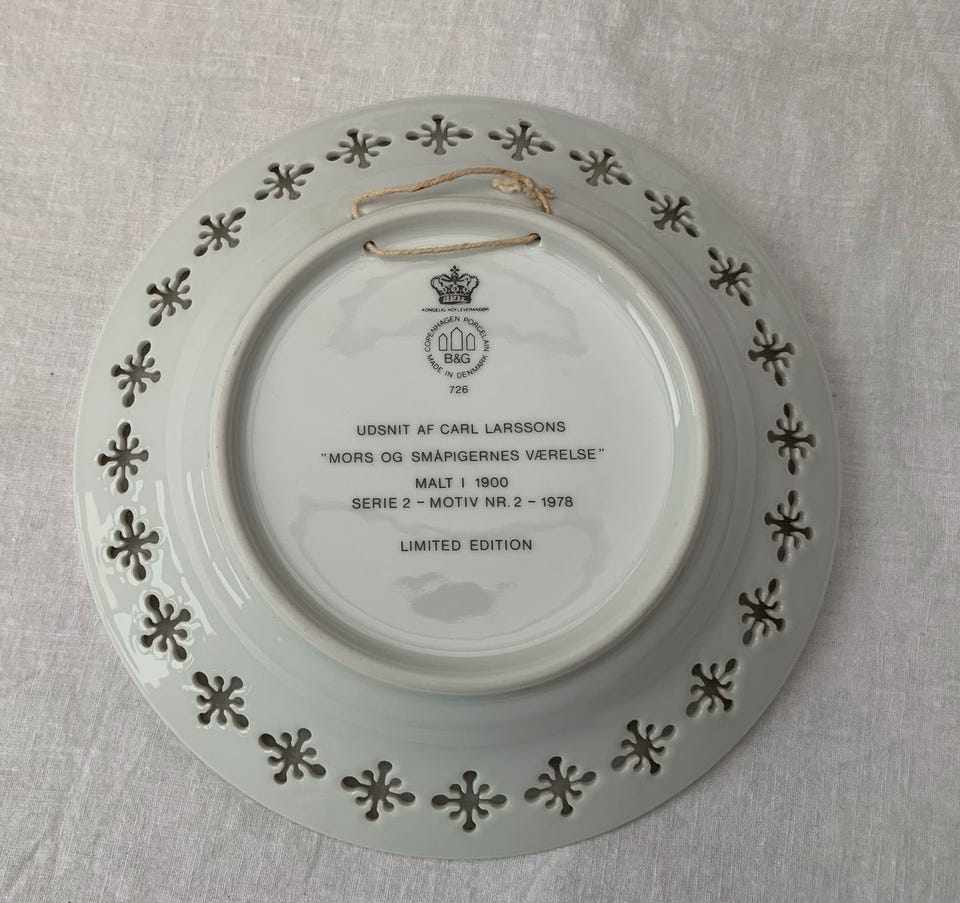 KONGELIG HOFLEVERANDØR
COPENHAGEN PORCELAIN
B&G
MADE IN DENMARK
726
UDSNIT AF CARL LARSSONS
"MORS OG SMÅPIGERNES VÆRELSE"
MALT I 1900
SERIE 2 – MOTIV NR. 2 – 1978
LIMITED EDITION